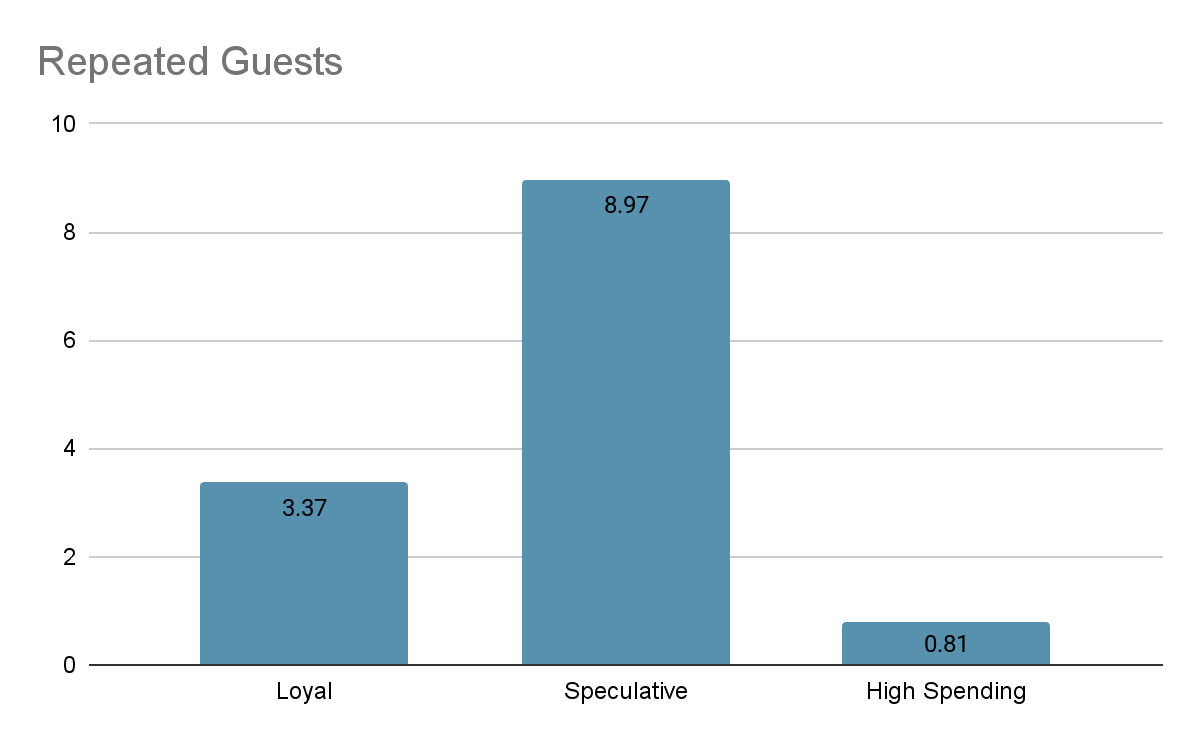 Repeated Guests
10
8
6
4
2
0
8.97
3.37
0.81
Loyal
Speculative
High Spending